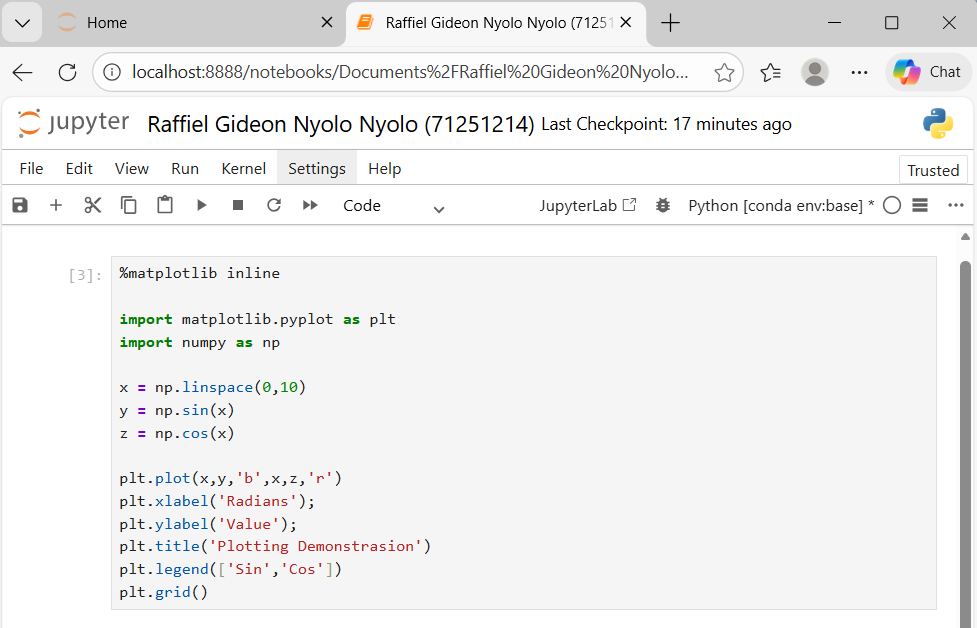 Home
Raffiel Gideon Nyolo Nyolo (71251
localhost:8888/notebooks/Documents%2FRaffiel%20Gideon%20Nyolo...
Chat
jupyter Raffiel Gideon Nyolo Nyolo (71251214) Last Checkpoint: 17 minutes ago
File Edit View Run Kernel Settings Help
Trusted
Code JupyterLab Python [conda env:base] *
[3]: %matplotlib inline
import matplotlib.pyplot as plt
import numpy as np
x = np.linspace(0,10)
y = np.sin(x)
z = np.cos(x)
plt.plot(x,y,'b',x,z,'r')
plt.xlabel('Radians');
plt.ylabel('Value');
plt.title('Plotting Demonstrasion')
plt.legend(['Sin','Cos'])
plt.grid()